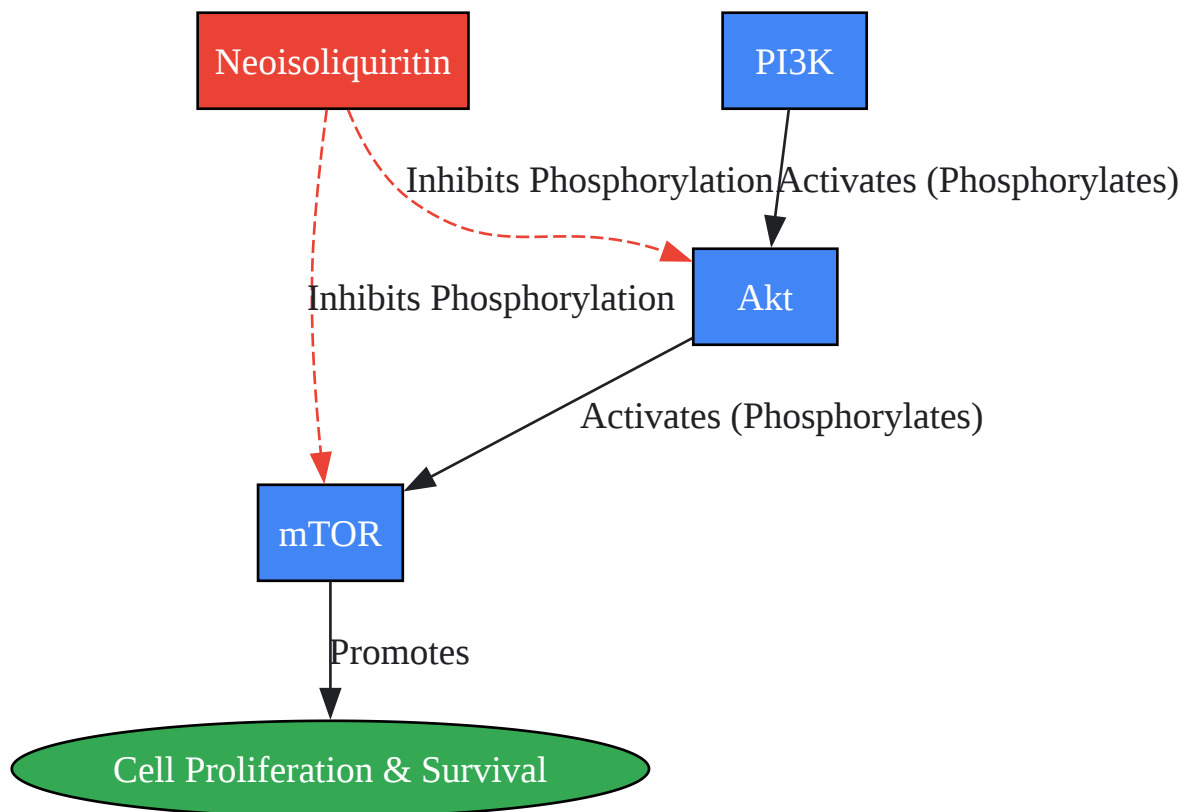 Neoisoliquiritin
PI3K
Inhibits Phosphorylation
Activates (Phosphorylates)
Inhibits Phosphorylation
Akt
Activates (Phosphorylates)
mTOR
Promotes
Cell Proliferation & Survival